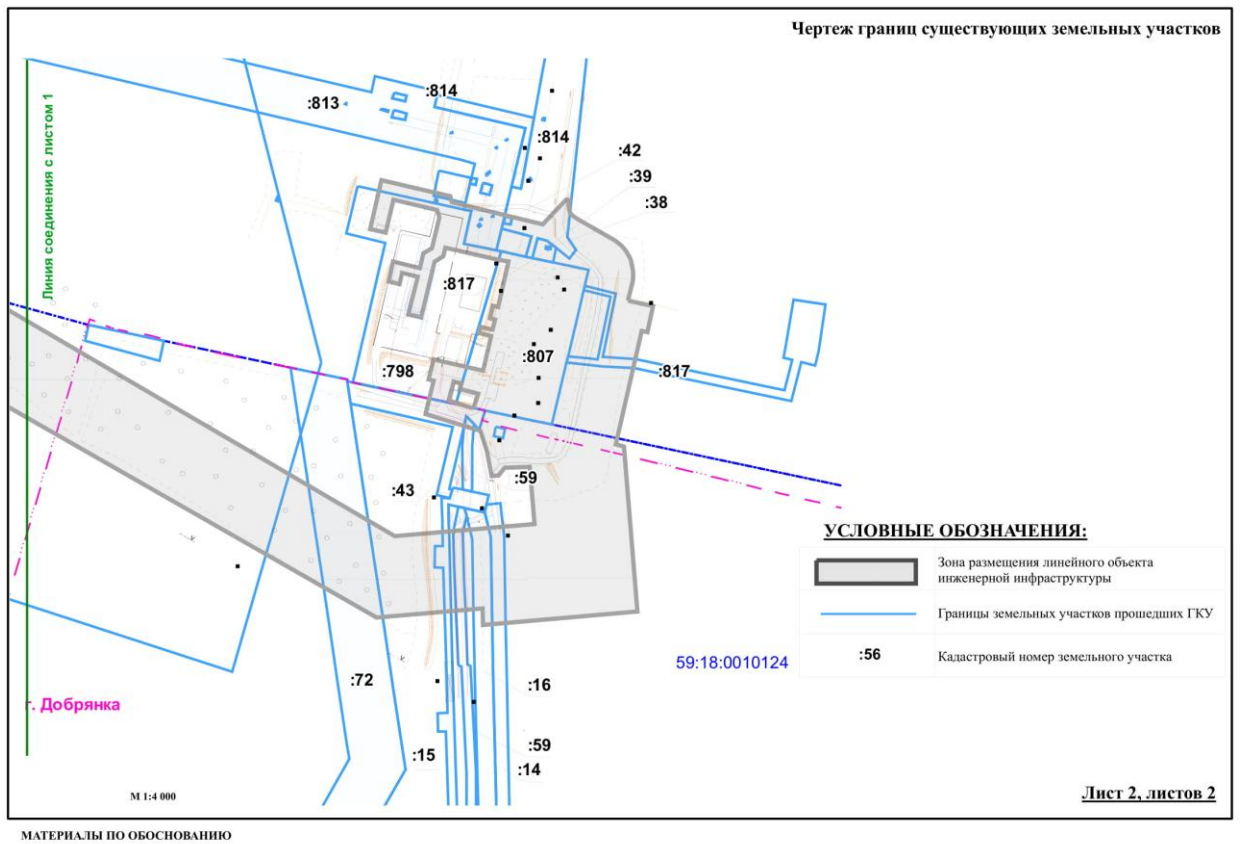 Чертеж границ существующих земельных участков
Линия соединения с листом 1
:813
:814
:814
:42
:39
:38
:817
:807
:798
:817
:59
:43
УСЛОВНЫЕ ОБОЗНАЧЕНИЯ:
Зона размещения линейного объекта
инженерной инфраструктуры
Границы земельных участков прошедших ГКУ
:56
Кадастровый номер земельного участка
59:18:0010124
:72
:16
г. Добрянка
:15
:59
:14
М 1:4 000
Лист 2, листов 2
МАТЕРИАЛЫ ПО ОБОСНОВАНИЮ